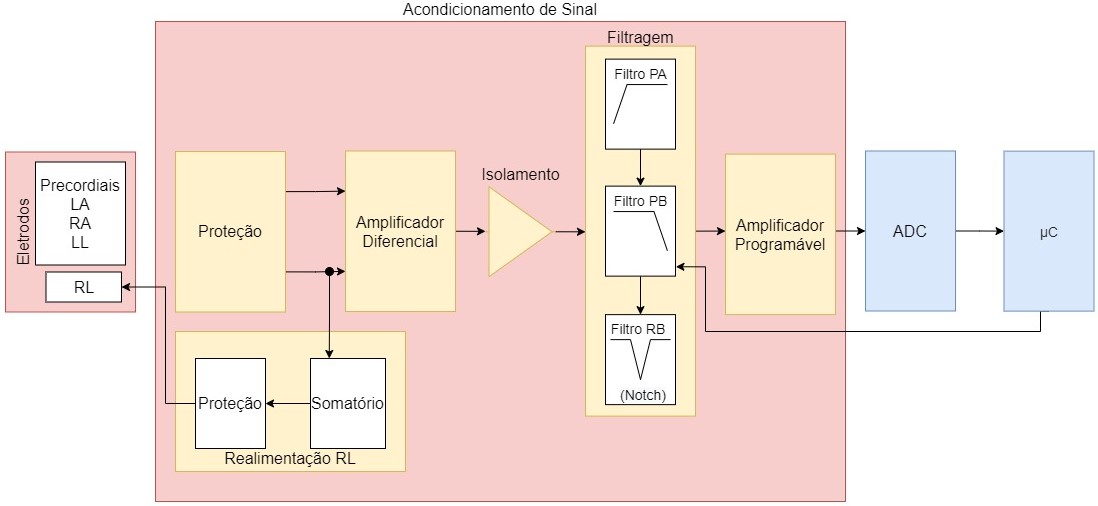 Acondicionamento de Sinal
Eletrodos
Precordiais
LA
RA
LL
RL
Proteção
Amplificador
Diferencial
Isolamento
Filtragem
Filtro PA
Filtro PB
Filtro RB
(Notch)
Amplificador
Programável
ADC
μC
Proteção
Somatório
Realimentação RL